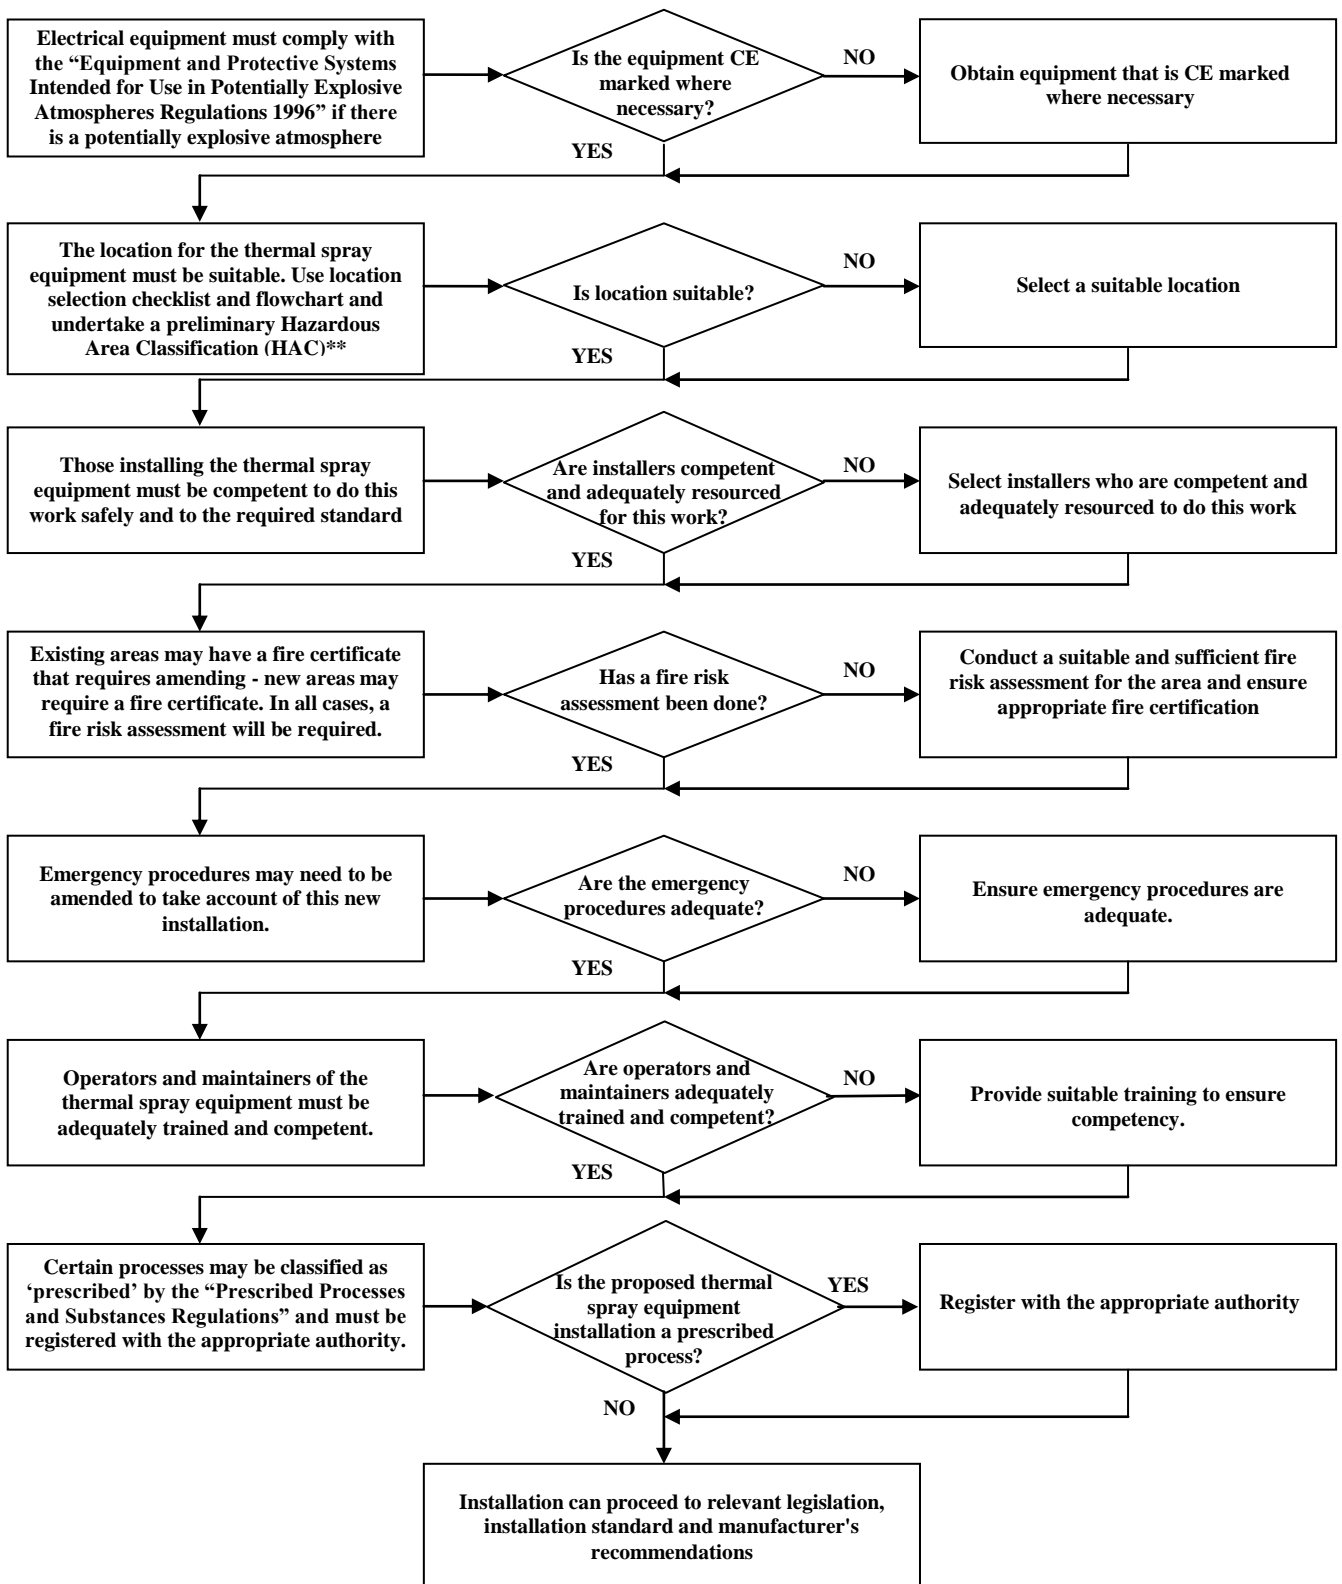 Electrical equipment must comply with
the “Equipment and Protective Systems
Intended for Use in Potentially Explosive
Atmospheres Regulations 1996” if there
is a potentially explosive atmosphere
Is the equipment CE
marked where
necessary?
NO
Obtain equipment that is CE marked
where necessary
YES
The location for the thermal spray
equipment must be suitable. Use location
selection checklist and flowchart and
undertake a preliminary Hazardous
Area Classification (HAC)**
Is location suitable?
NO
Select a suitable location
YES
Those installing the thermal spray
equipment must be competent to do this
work safely and to the required standard
Are installers competent
and adequately resourced
for this work?
NO
Select installers who are competent and
adequately resourced to do this work
YES
Existing areas may have a fire certificate
that requires amending - new areas may
require a fire certificate. In all cases, a
fire risk assessment will be required.
Has a fire risk
assessment been done?
NO
Conduct a suitable and sufficient fire
risk assessment for the area and ensure
appropriate fire certification
YES
Emergency procedures may need to be
amended to take account of this new
installation.
Are the emergency
procedures adequate?
NO
Ensure emergency procedures are
adequate.
YES
Operators and maintainers of the
thermal spray equipment must be
adequately trained and competent.
Are operators and
maintainers adequately
trained and competent?
NO
Provide suitable training to ensure
competency.
YES
Certain processes may be classified as
‘prescribed’ by the “Prescribed Processes
and Substances Regulations” and must be
registered with the appropriate authority.
Is the proposed thermal
spray equipment
installation a prescribed
process?
YES
Register with the appropriate authority
NO
Installation can proceed to relevant legislation,
installation standard and manufacturer's
recommendations